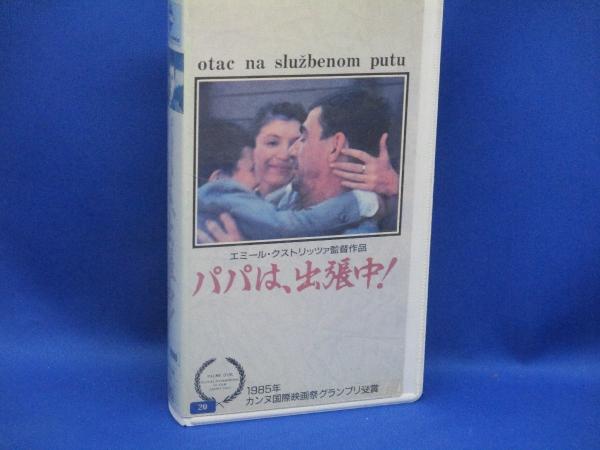 otac na službenom putu
エミール・クストリッツァ監督作品
パパは、出張中!
PALME D'OR
1985年
カンヌ国際映画祭グランプリ受賞
20